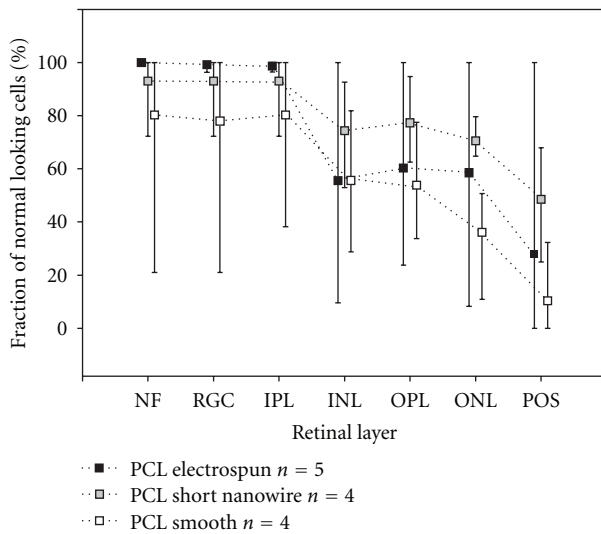 Fraction of normal looking cells (%)
100
80
60
40
20
0
NF RGC IPL INL OPL ONL POS
Retinal layer
PCL electrospun n = 5
PCL short nanowire n = 4
PCL smooth n = 4